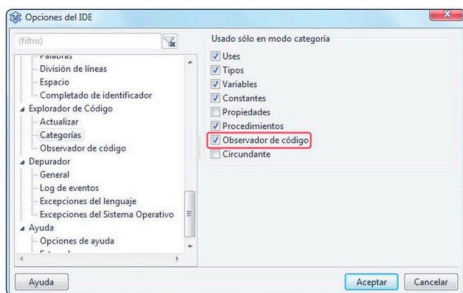 Opciones del IDE
(filtro)
Palabras
División de líneas
Espacio
Completado de identificador
Explorador de Código
Actualizar
Categorías
Observador de código
Depurador
General
Log de eventos
Excepciones del lenguaje
Excepciones del Sistema Operativo
Ayuda
Opciones de ayuda
Usado sólo en modo categoría
Uses
Tipos
Variables
Constantes
Propiedades
Procedimientos
Observador de código
Circundante
Ayuda
Aceptar
Cancelar